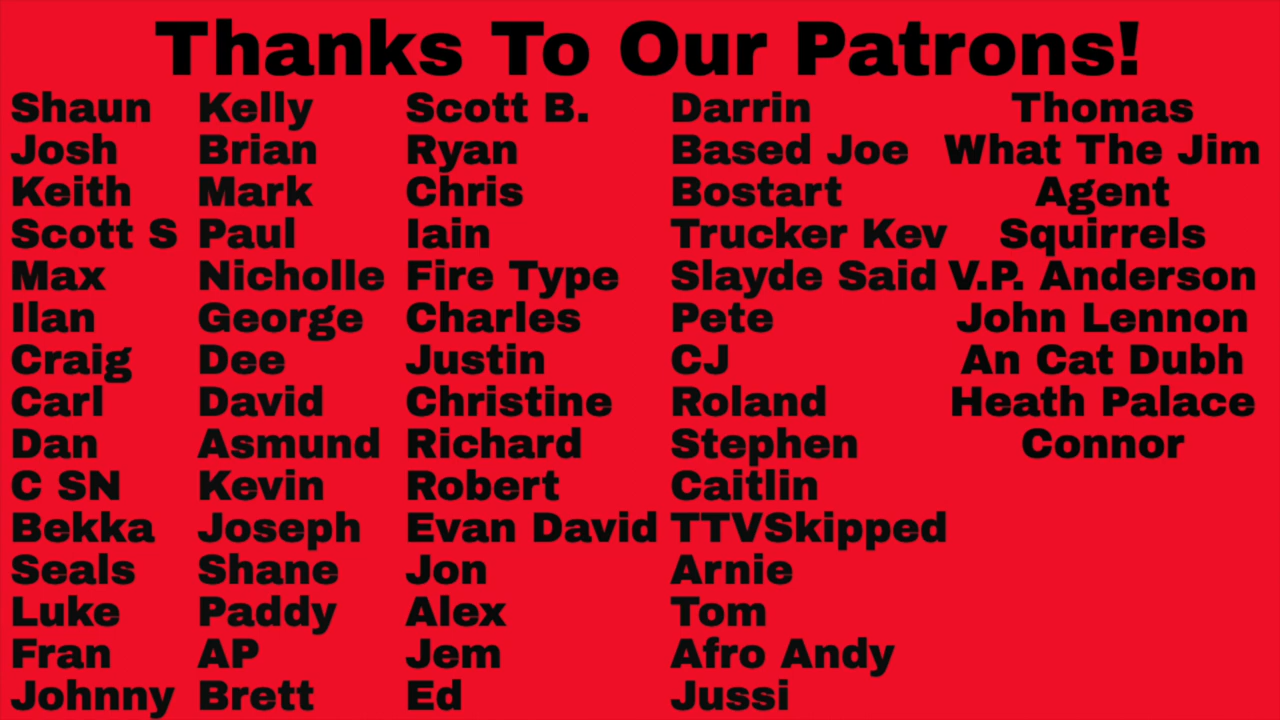 Thanks To Our Patrons!
Shaun
Josh
Keith
Scott S
Max
Ilan
Craig
Carl
Dan
C SN
Bekka
Seals
Luke
Fran
Johnny
Kelly
Brian
Mark
Paul
Nicholle
George
Dee
David
Asmund
Kevin
Joseph
Shane
Paddy
AP
Brett
Scott B.
Ryan
Chris
Iain
Fire Type
Charles
Justin
Christine
Richard
Robert
Evan David
Jon
Alex
Jem
Ed
Darrin
Based Joe
Bostart
Trucker Kev
Slayde Said
Pete
CJ
Roland
Stephen
Caitlin
TTVSkipped
Arnie
Tom
Afro Andy
Jussi
Thomas
What The Jim
Agent
Squirrels
V.P. Anderson
John Lennon
An Cat Dubh
Heath Palace
Connor